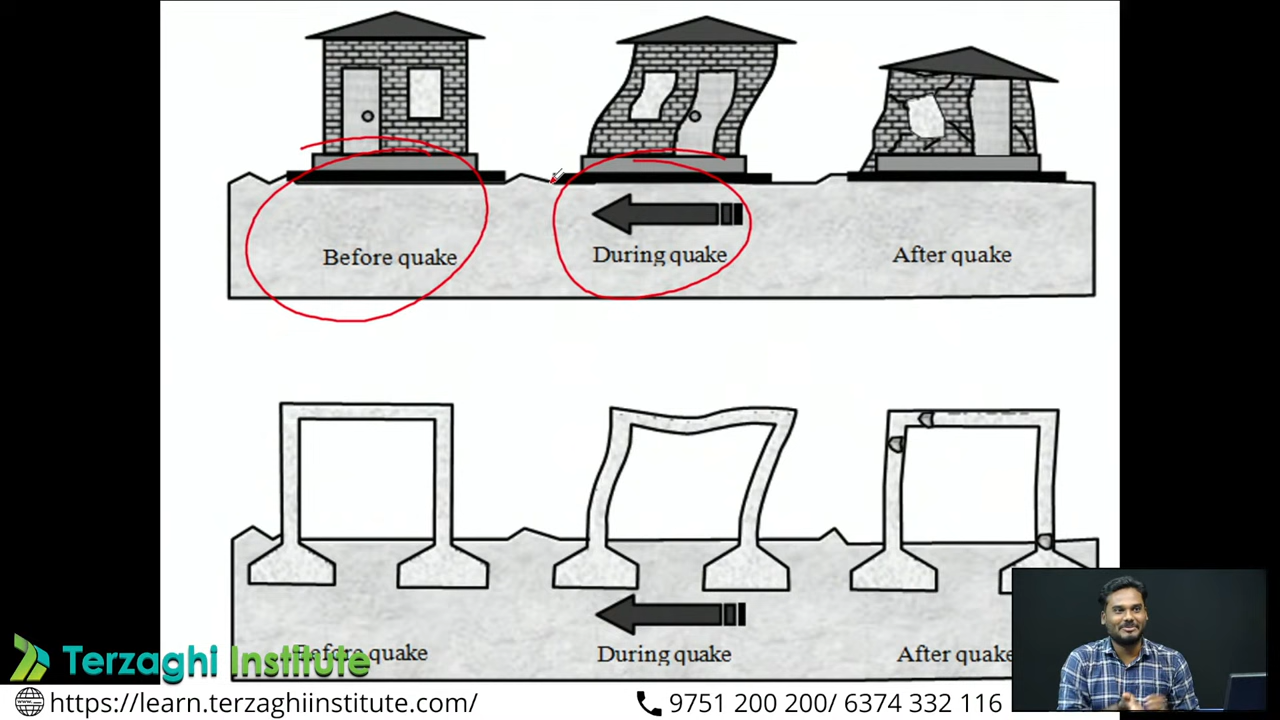 Before quake
During quake
After quake
Before quake
During quake
After quake
Terzaghi Institute
https://learn.terzaghiinstitute.com/
9751 200 200/ 6374 332 116